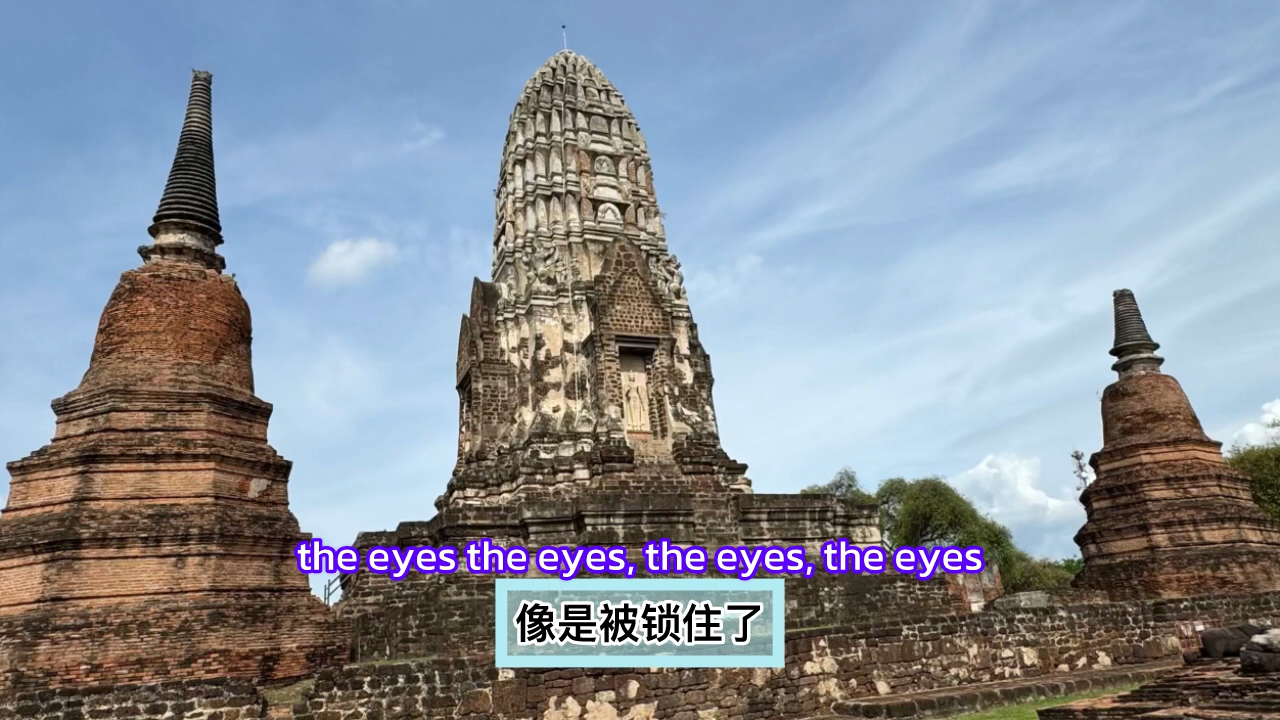 the eyes the eyes, the eyes, the eyes
像是被锁住了